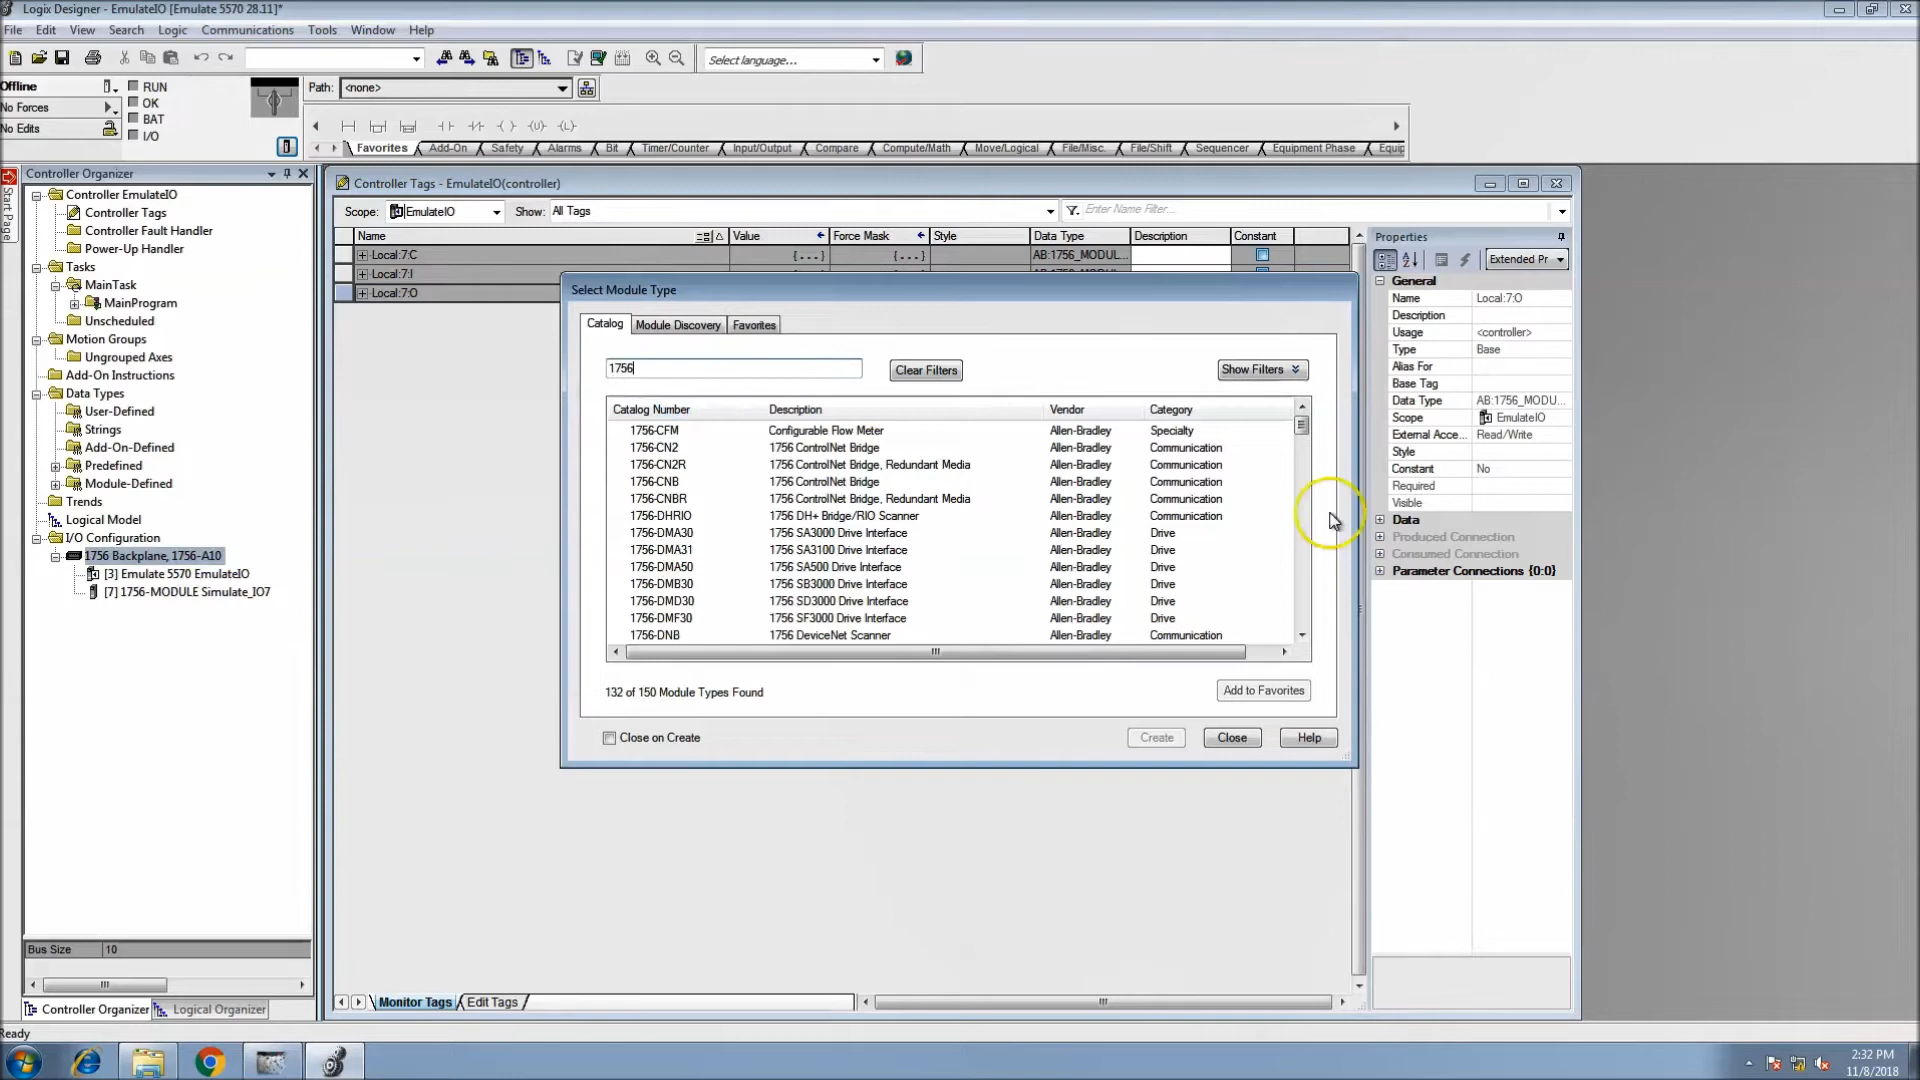 Logix Designer - EmulateIO [Emulate 5570 28.11]*
File Edit View Search Logic Communications Tools Window Help
Select language...
Offline RUN
No Forces OK
No Edits BAT
I/O
Path: <none>
Favorites Add-On Safety Alarms Bit Timer/Counter Input/Output Compare Compute/Math Move/Logical File/Misc. File/Shift Sequencer Equipment Phase Equip
Start Page
Controller Organizer
Controller EmulateIO
Controller Tags
Controller Fault Handler
Power-Up Handler
Tasks
MainTask
MainProgram
Unscheduled
Motion Groups
Ungrouped Axes
Add-On Instructions
Data Types
User-Defined
Strings
Add-On-Defined
Predefined
Module-Defined
Trends
Logical Model
I/O Configuration
1756 Backplane, 1756-A10
[3] Emulate 5570 EmulateIO
[7] 1756-MODULE Simulate_IO7
Bus Size 10
Controller Organizer Logical Organizer
Controller Tags - EmulateIO(controller)
Scope: EmulateIO Show: All Tags Enter Name Filter...
Name Value Force Mask Style Data Type Description Constant
Local:7:C {...} {...} AB:1756_MODUL...
Local:7:I
Local:7:O
Select Module Type
Catalog Module Discovery Favorites
1756 Clear Filters Show Filters
Catalog Number Description Vendor Category
1756-CFM Configurable Flow Meter Allen-Bradley Specialty
1756-CN2 1756 ControlNet Bridge Allen-Bradley Communication
1756-CN2R 1756 ControlNet Bridge, Redundant Media Allen-Bradley Communication
1756-CNB 1756 ControlNet Bridge Allen-Bradley Communication
1756-CNBR 1756 ControlNet Bridge, Redundant Media Allen-Bradley Communication
1756-DHRIO 1756 DH+ Bridge/RIO Scanner Allen-Bradley Communication
1756-DMA30 1756 SA3000 Drive Interface Allen-Bradley Drive
1756-DMA31 1756 SA3100 Drive Interface Allen-Bradley Drive
1756-DMA50 1756 SA500 Drive Interface Allen-Bradley Drive
1756-DMB30 1756 SB3000 Drive Interface Allen-Bradley Drive
1756-DMD30 1756 SD3000 Drive Interface Allen-Bradley Drive
1756-DMF30 1756 SF3000 Drive Interface Allen-Bradley Drive
1756-DNB 1756 DeviceNet Scanner Allen-Bradley Communication
132 of 150 Module Types Found Add to Favorites
Close on Create Create Close Help
Monitor Tags Edit Tags
Properties
Extended Pr
General
Name Local:7:O
Description
Usage <controller>
Type Base
Alias For
Base Tag
Data Type AB:1756_MODU...
Scope EmulateIO
External Acce... Read/Write
Style
Constant No
Required
Visible
Data
Produced Connection
Consumed Connection
Parameter Connections {0:0}
Ready
2:32 PM
11/8/2018